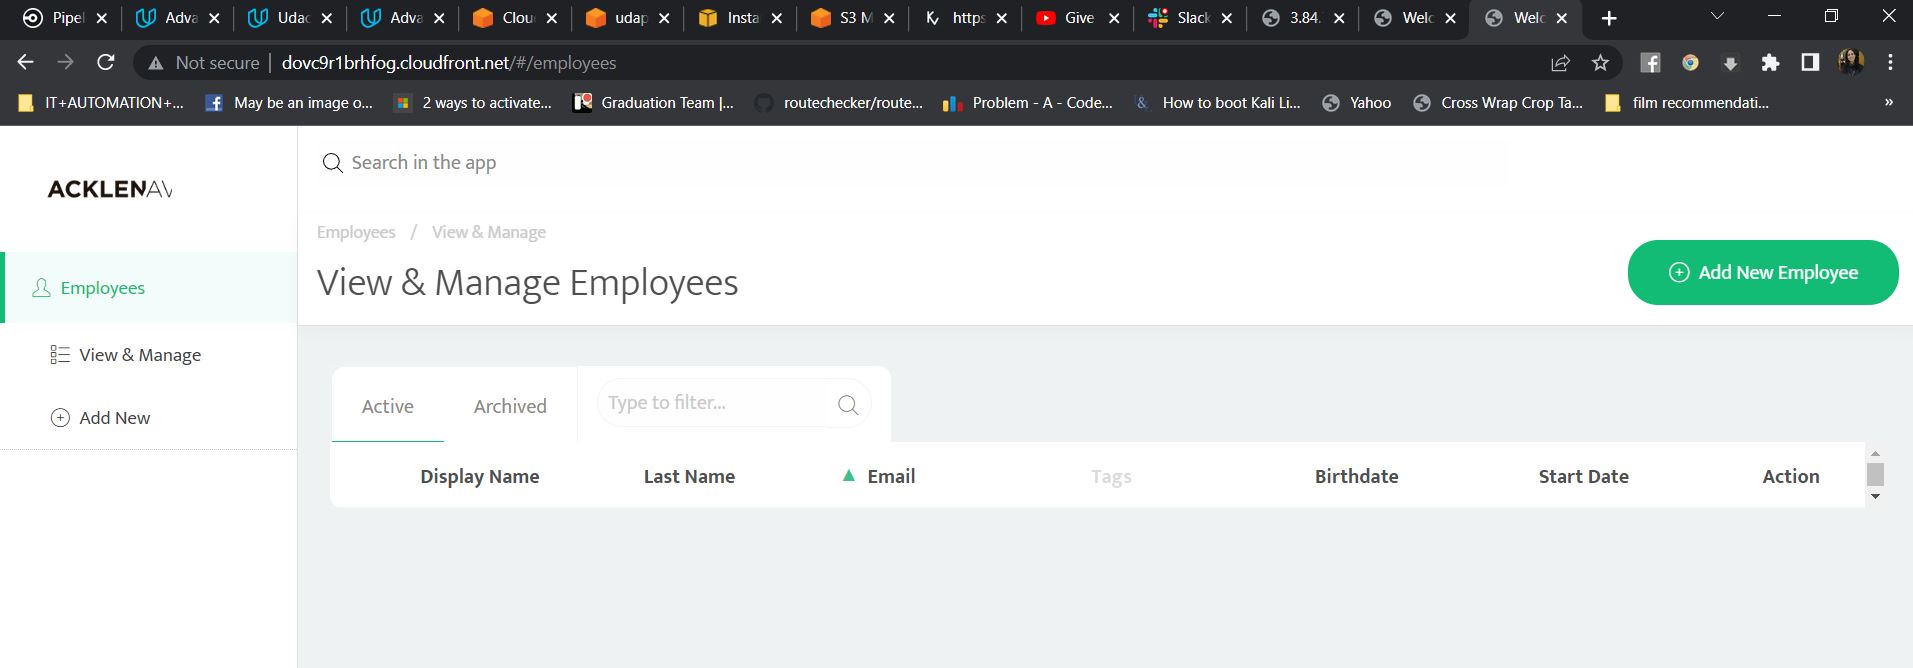 Pipel Adva Udac Adva Clou udap Insta S3 M https Give Slack 3.84. Welc Welc
Not secure dovc9r1brhfog.cloudfront.net/#/employees
IT+AUTOMATION+... May be an image o... 2 ways to activate... Graduation Team |... routechecker/route... Problem - A - Code... How to boot Kali Li... Yahoo Cross Wrap Crop Ta... film recommendati... »
ACKLENAV
Search in the app
Employees / View & Manage
View & Manage Employees
Add New Employee
Employees
View & Manage
Add New
Active Archived Type to filter...
Display Name Last Name Email Tags Birthdate Start Date Action